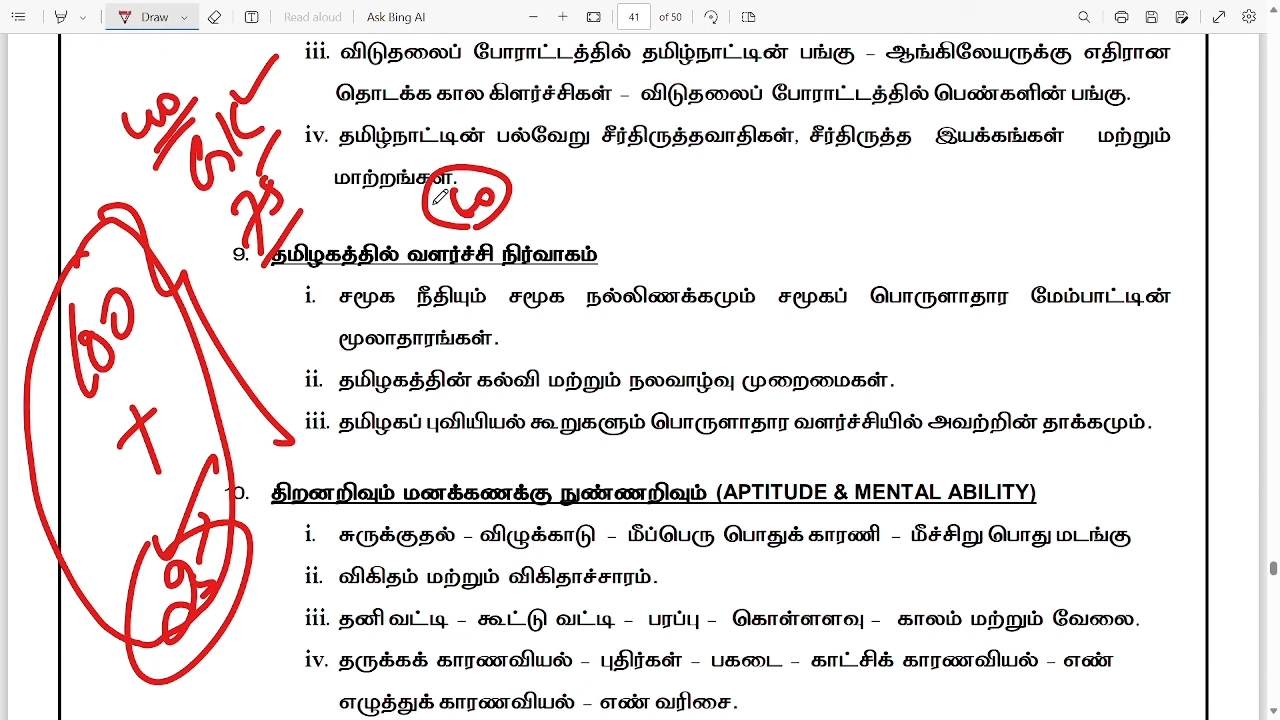 Draw
Read aloud
Ask Bing AI
41 of 50
iii. விடுதலைப் போராட்டத்தில் தமிழ்நாட்டின் பங்கு – ஆங்கிலேயருக்கு எதிரான
தொடக்க கால கிளர்ச்சிகள் – விடுதலைப் போராட்டத்தில் பெண்களின் பங்கு.
iv. தமிழ்நாட்டின் பல்வேறு சீர்திருத்தவாதிகள், சீர்திருத்த இயக்கங்கள் மற்றும்
மாற்றங்கள்.
9. தமிழகத்தில் வளர்ச்சி நிர்வாகம்
i. சமூக நீதியும் சமூக நல்லிணக்கமும் சமூகப் பொருளாதார மேம்பாட்டின்
மூலாதாரங்கள்.
ii. தமிழகத்தின் கல்வி மற்றும் நலவாழ்வு முறைமைகள்.
iii. தமிழகப் புவியியல் கூறுகளும் பொருளாதார வளர்ச்சியில் அவற்றின் தாக்கமும்.
10. திறனறிவும் மனக்கணக்கு நுண்ணறிவும் (APTITUDE & MENTAL ABILITY)
i. சுருக்குதல் – விழுக்காடு – மீப்பெரு பொதுக் காரணி – மீச்சிறு பொது மடங்கு
ii. விகிதம் மற்றும் விகிதாச்சாரம்.
iii. தனி வட்டி – கூட்டு வட்டி – பரப்பு – கொள்ளளவு – காலம் மற்றும் வேலை.
iv. தருக்கக் காரணவியல் – புதிர்கள் – பகடை – காட்சிக் காரணவியல் – எண்
எழுத்துக் காரணவியல் – எண் வரிசை.